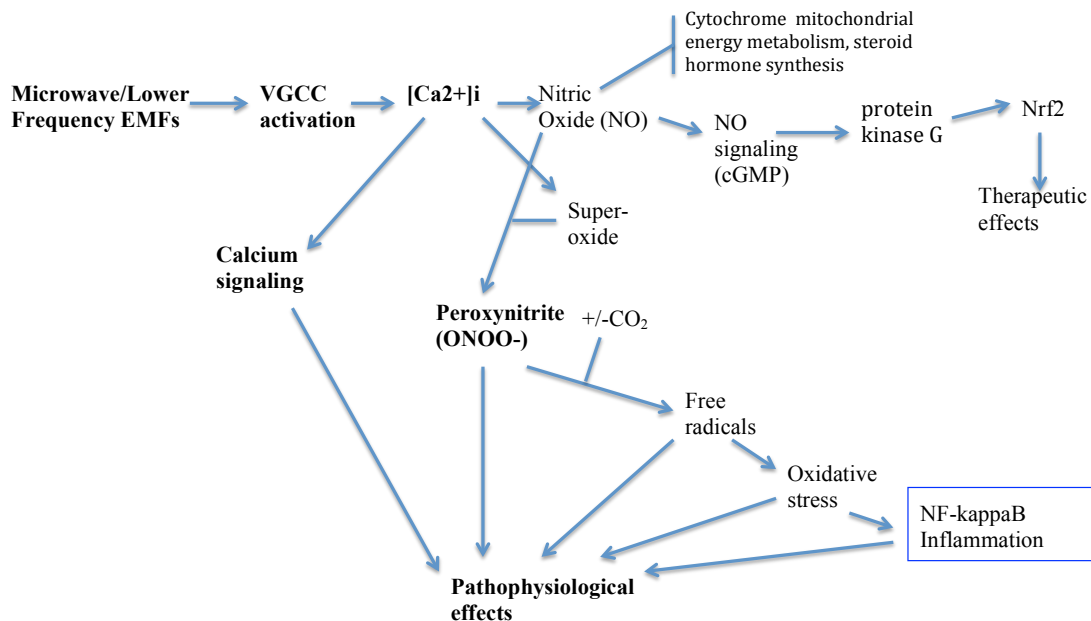 Cytochrome mitochondrial
energy metabolism, steroid
hormone synthesis
Microwave/Lower
Frequency EMFs
VGCC
activation
[Ca2+]i
Nitric
Oxide (NO)
NO
signaling
(cGMP)
protein
kinase G
Nrf2
Therapeutic
effects
Super-
oxide
Calcium
signaling
Peroxynitrite
(ONOO-)
+/-CO₂
Free
radicals
Oxidative
stress
NF-kappaB
Inflammation
Pathophysiological
effects